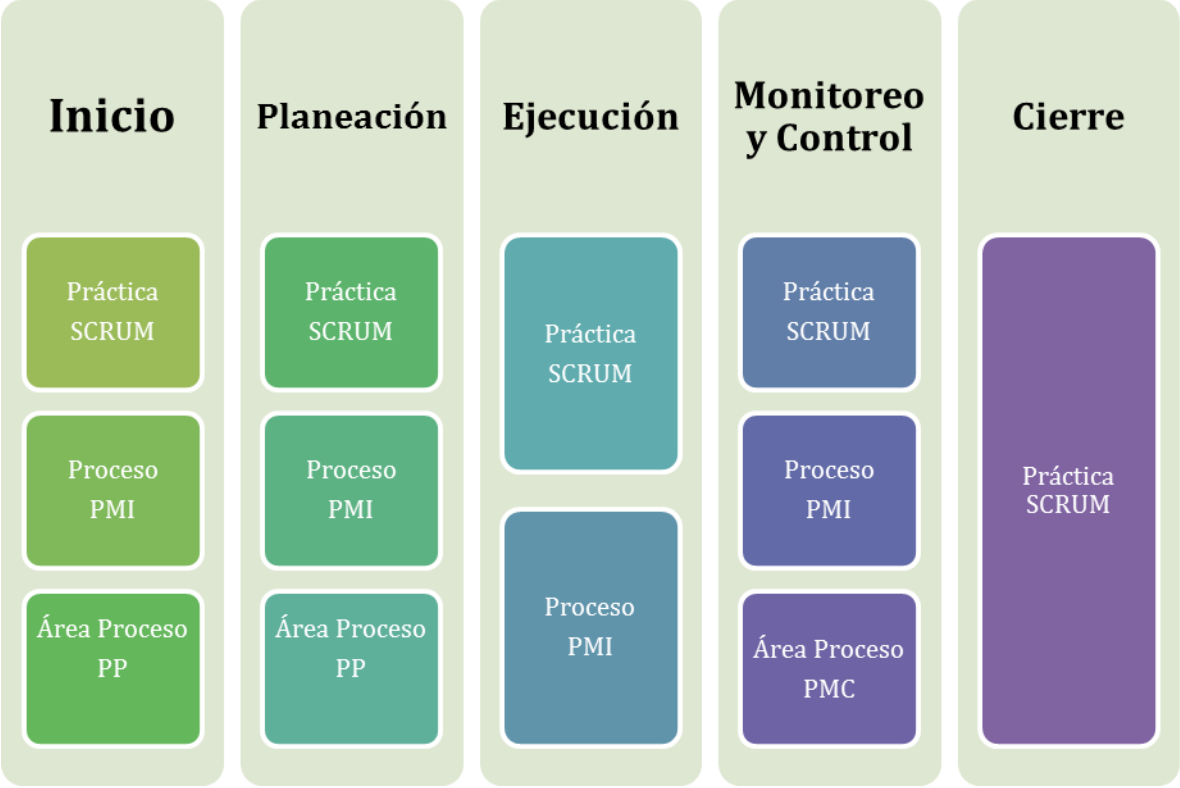 Inicio
Práctica
SCRUM
Proceso
PMI
Área Proceso
PP
Planeación
Práctica
SCRUM
Proceso
PMI
Área Proceso
PP
Ejecución
Práctica
SCRUM
Proceso
PMI
Monitoreo
y Control
Práctica
SCRUM
Proceso
PMI
Área Proceso
PMC
Cierre
Práctica
SCRUM